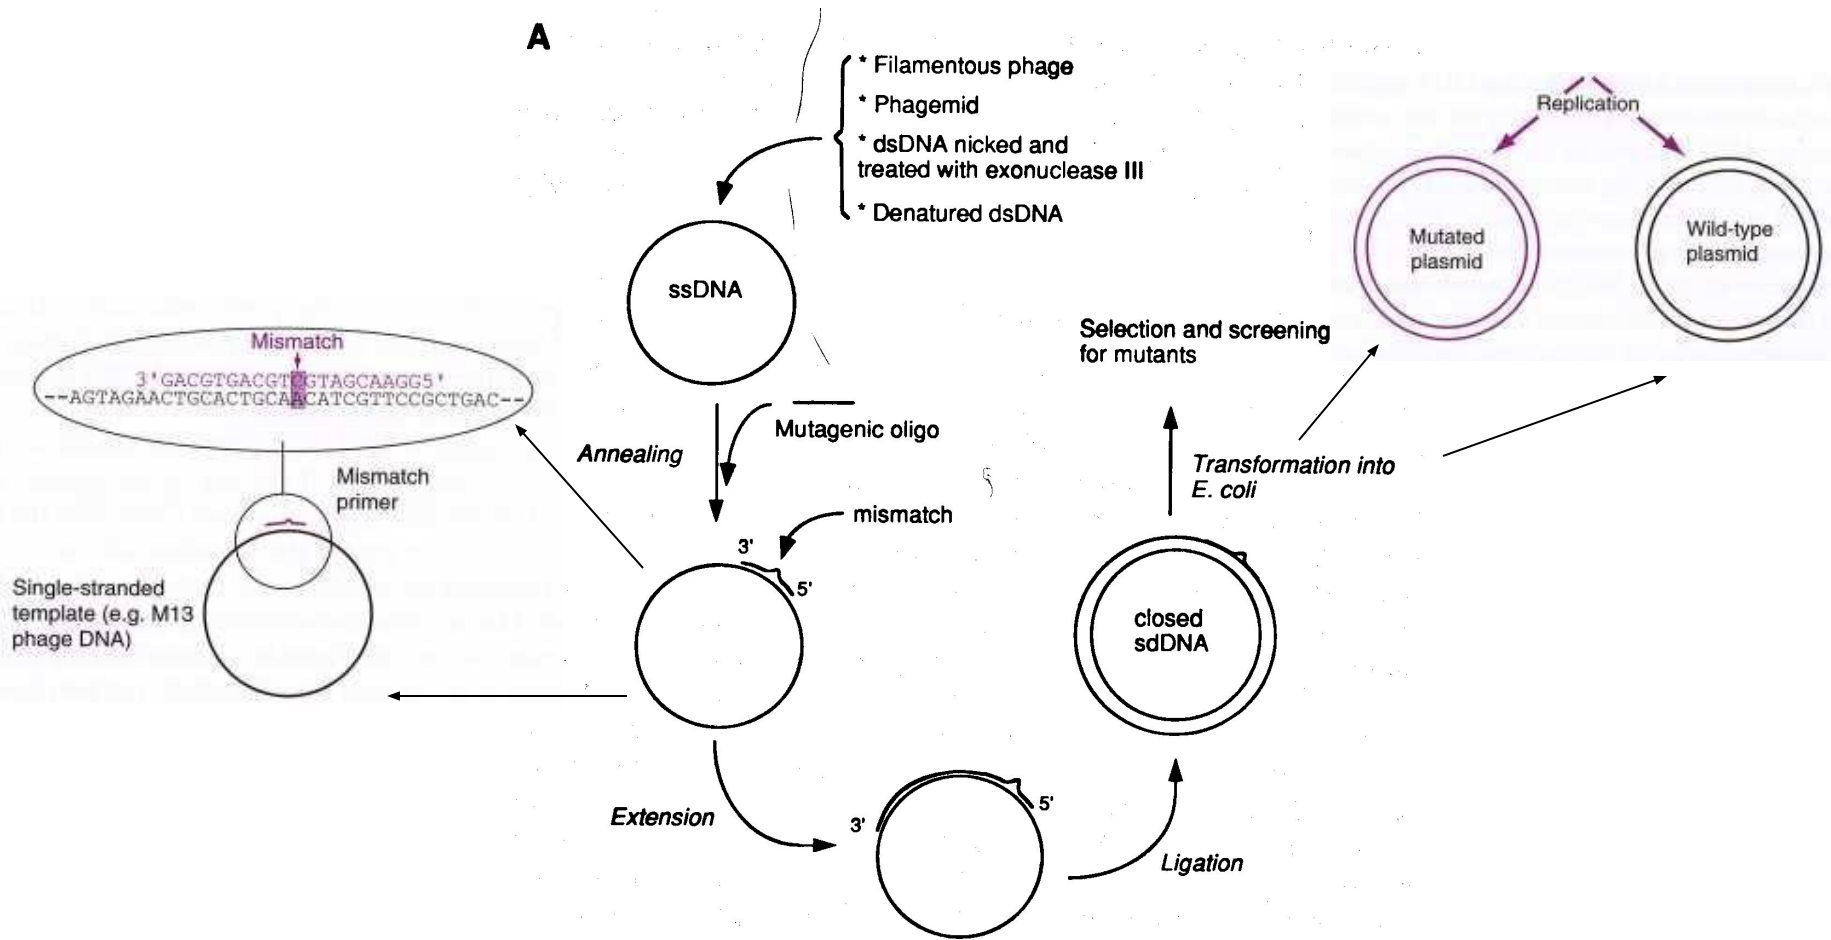 A
* Filamentous phage
* Phagemid
* dsDNA nicked and
treated with exonuclease III
* Denatured dsDNA
Replication
Mutated
plasmid
Wild-type
plasmid
ssDNA
Selection and screening
for mutants
Mismatch
3'GACGTGACGTCGTAGCAAGG5'
--AGTAGAACTGCACTGCAACATCGTTCCGCTGAC--
Annealing
Mutagenic oligo
Mismatch
primer
mismatch
Transformation into
E. coli
3'
5'
Single-stranded
template (e.g. M13
phage DNA)
closed
sdDNA
Extension
3'
5'
Ligation